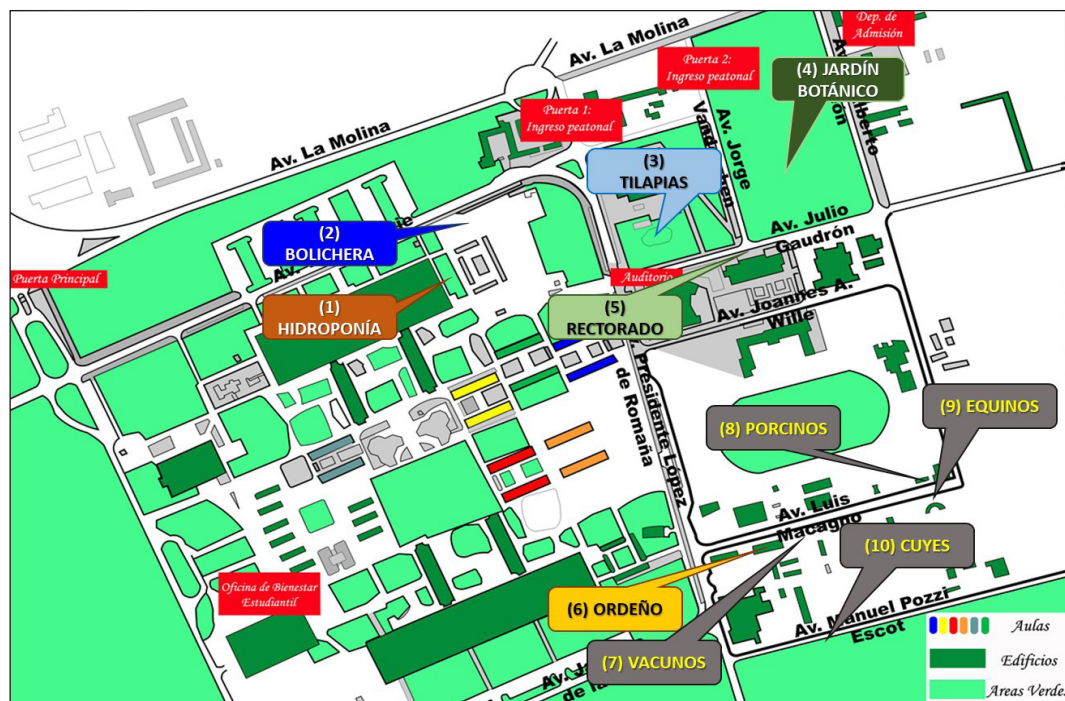 Av. La Molina
Dep. de
Admisión
Puerta 2:
Ingreso peatonal
(4) JARDÍN
BOTÁNICO
Alberto
Puerta 1:
Ingreso peatonal
Av. La Molina
Av. Jorge
(3)
TILAPIAS
(2)
BOLICHERA
Av. Julio
Gaudrón
Puerta Principal
Auditorio
(1)
HIDROPONÍA
(5)
RECTORADO
Av. Joannes A.
Wille
Presidente López
de Romaña
(9) EQUINOS
(8) PORCINOS
Av. Luis
Macagno
(10) CUYES
Oficina de Bienestar
Estudiantil
(6) ORDEÑO
Av. Manuel Pozzi
Escot
(7) VACUNOS
Aulas
Edificios
Areas Verdes